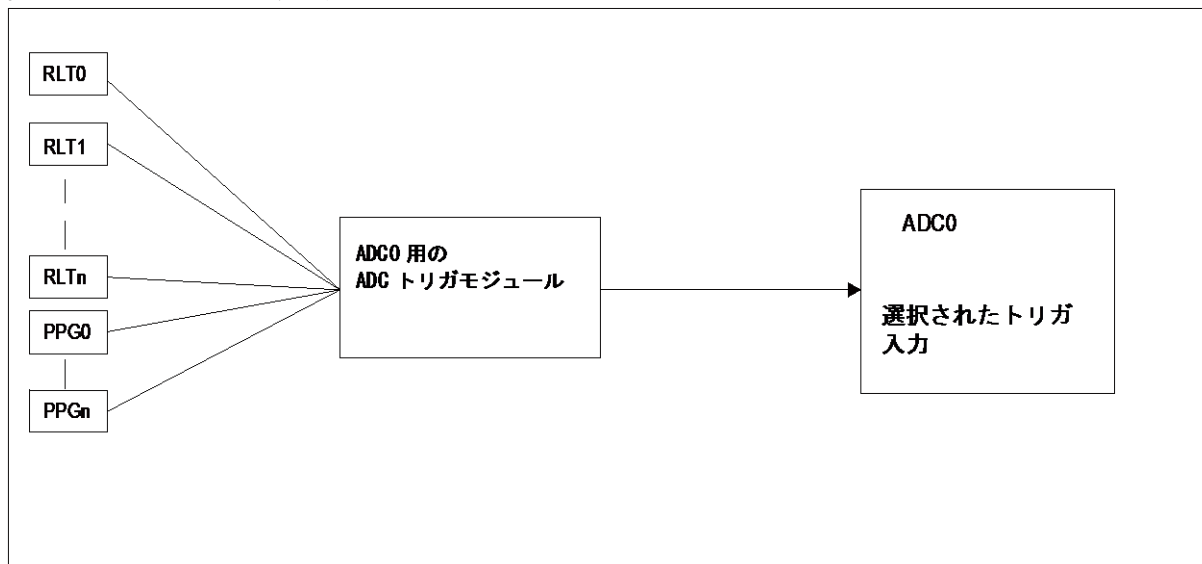 RLT0
RLT1
RLTn
PPG0
PPGn
ADC0 用の
ADC トリガモジュール
ADC0
選択されたトリガ
入力